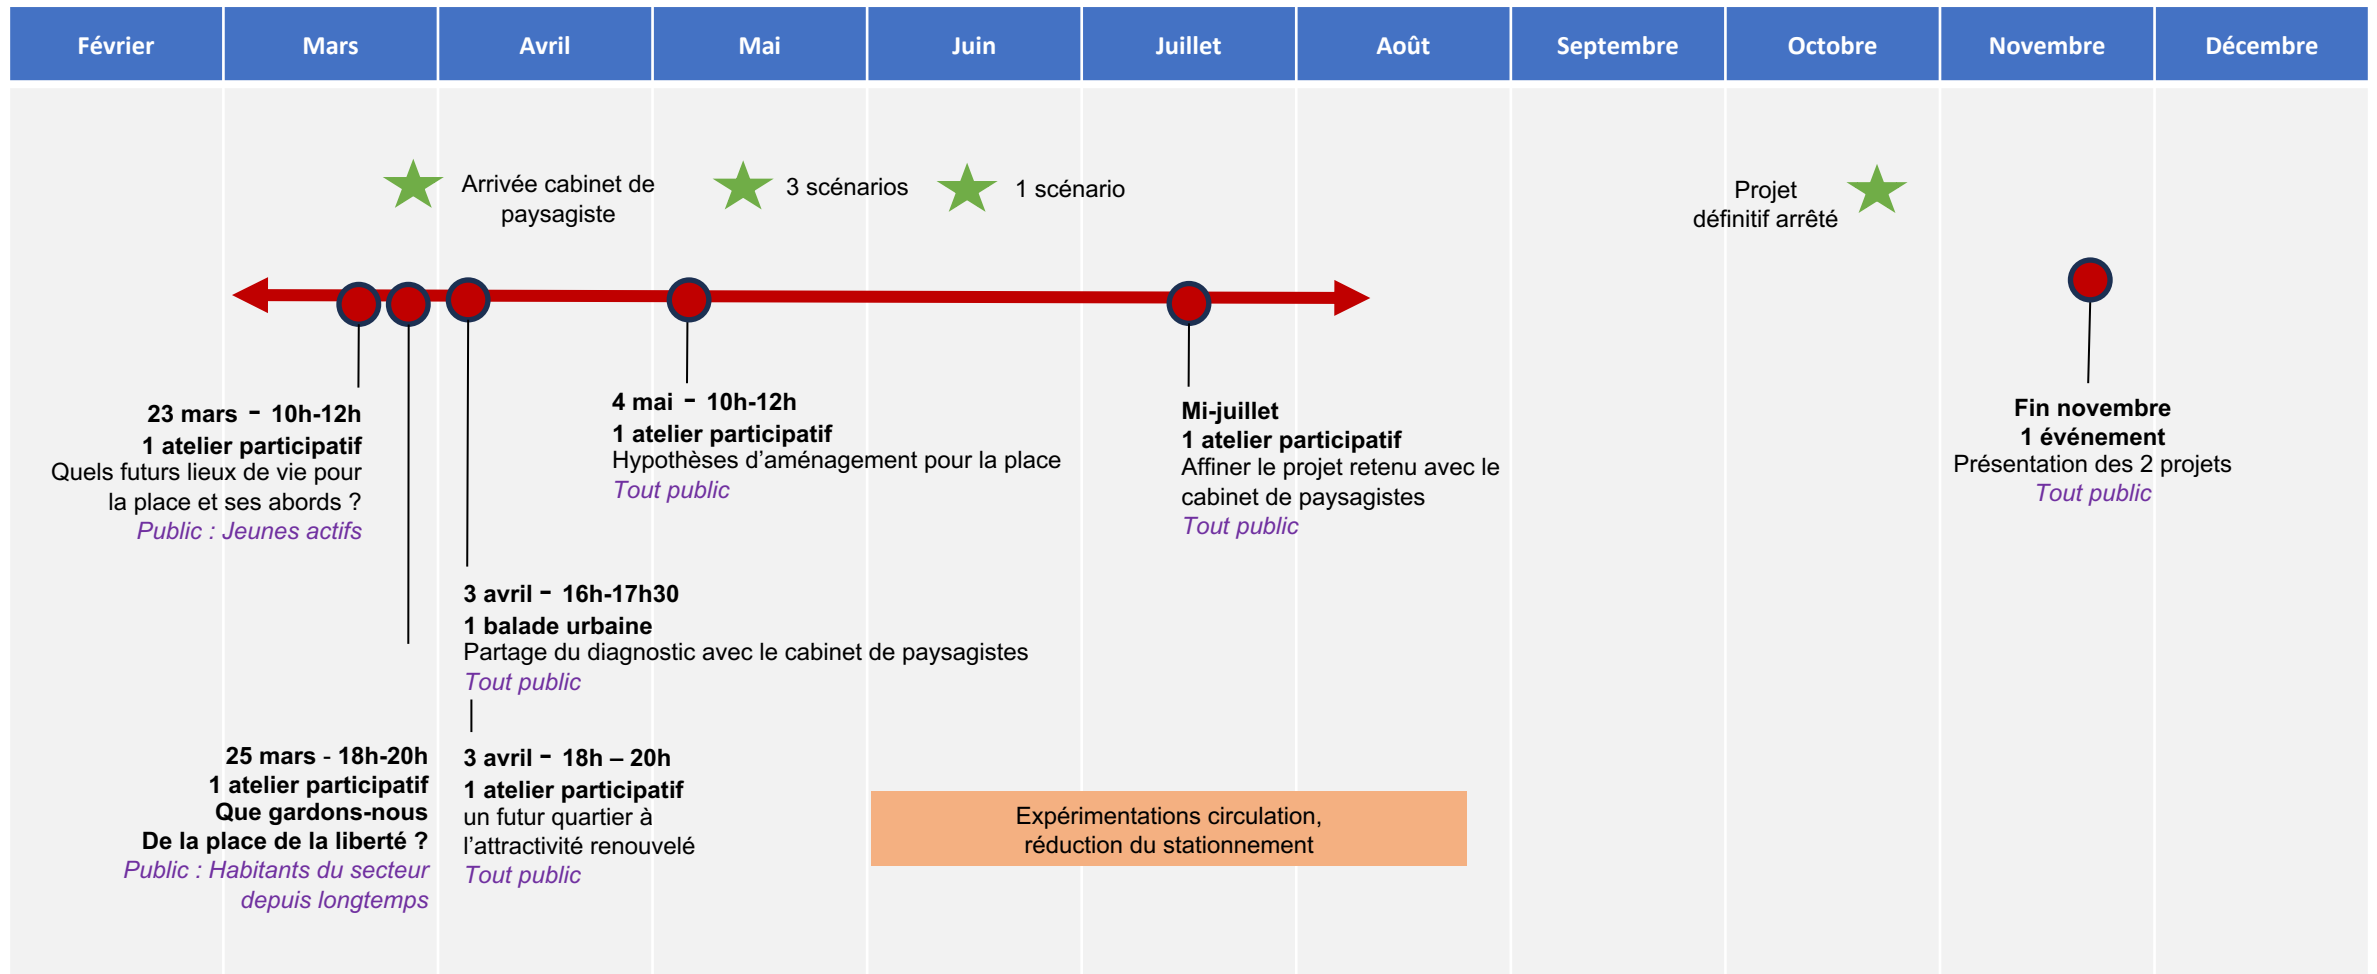 Février
Mars
Avril
Mai
Juin
Juillet
Août
Septembre
Octobre
Novembre
Décembre
Arrivée cabinet de
paysagiste
3 scénarios
1 scénario
Projet
définitif arrêté
23 mars - 10h-12h
1 atelier participatif
Quels futurs lieux de vie pour
la place et ses abords ?
Public : Jeunes actifs
4 mai - 10h-12h
1 atelier participatif
Hypothèses d’aménagement pour la place
Tout public
Mi-juillet
1 atelier participatif
Affiner le projet retenu avec le
cabinet de paysagistes
Tout public
Fin novembre
1 événement
Présentation des 2 projets
Tout public
3 avril - 16h-17h30
1 balade urbaine
Partage du diagnostic avec le cabinet de paysagistes
Tout public
25 mars - 18h-20h
1 atelier participatif
Que gardons-nous
De la place de la liberté ?
Public : Habitants du secteur
depuis longtemps
3 avril - 18h – 20h
1 atelier participatif
un futur quartier à
l’attractivité renouvelé
Tout public
Expérimentations circulation,
réduction du stationnement